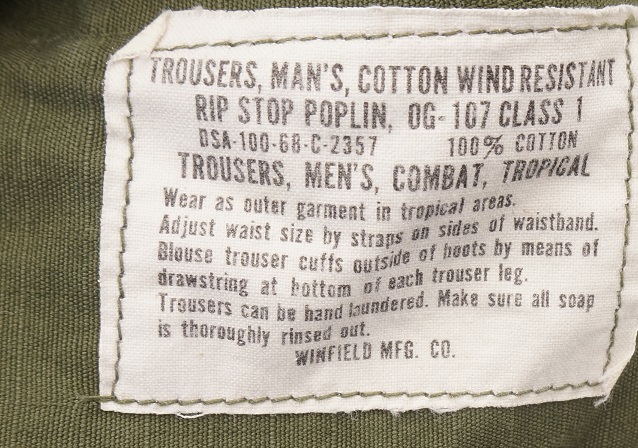 TROUSERS, MAN'S, COTTON WIND RESISTANT
RIP STOP POPLIN, OG-107 CLASS 1
DSA-100-68-C-2357 100% COTTON
TROUSERS, MEN'S, COMBAT, TROPICAL
Wear as outer garment in tropical areas.
Adjust waist size by straps on sides of waistband.
Blouse trouser cuffs outside of boots by means of
drawstring at bottom of each trouser leg.
Trousers can be hand laundered. Make sure all soap
is thoroughly rinsed out.
WINFIELD MFG. CO.